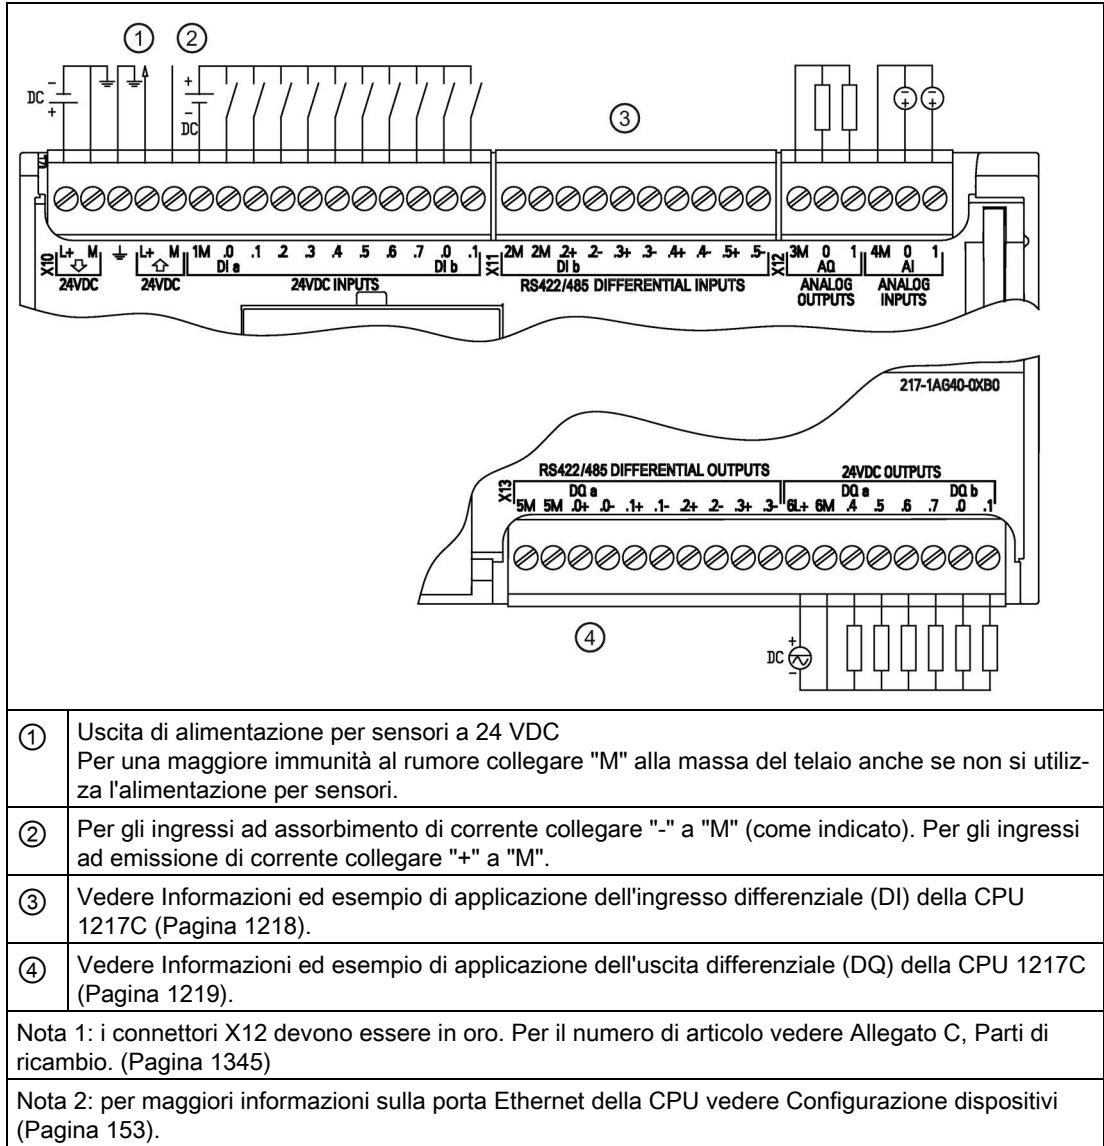 ① ②
DC - +
+ - DC
③
L+ M ⏚ L+ M 1M .0 .1 .2 .3 .4 .5 .6 .7 .0 .1 2M 2M .2+ .2- .3+ .3- .4+ .4- .5+ .5- 3M 0 1 4M 0 1
X10 DI a DI b X11 DI b X12 AQ AI
24VDC 24VDC 24VDC INPUTS RS422/485 DIFFERENTIAL INPUTS ANALOG OUTPUTS ANALOG INPUTS
217-1AG40-0XB0
RS422/485 DIFFERENTIAL OUTPUTS 24VDC OUTPUTS
X13 DQ a DQ a DQ b
5M 5M .0+ .0- .1+ .1- .2+ .2- .3+ .3- 6L+ 6M .4 .5 .6 .7 .0 .1
④
DC + -
① Uscita di alimentazione per sensori a 24 VDC
Per una maggiore immunità al rumore collegare "M" alla massa del telaio anche se non si utiliz-
za l'alimentazione per sensori.
② Per gli ingressi ad assorbimento di corrente collegare "-" a "M" (come indicato). Per gli ingressi
ad emissione di corrente collegare "+" a "M".
③ Vedere Informazioni ed esempio di applicazione dell'ingresso differenziale (DI) della CPU
1217C (Pagina 1218).
④ Vedere Informazioni ed esempio di applicazione dell'uscita differenziale (DQ) della CPU 1217C
(Pagina 1219).
Nota 1: i connettori X12 devono essere in oro. Per il numero di articolo vedere Allegato C, Parti di
ricambio. (Pagina 1345)
Nota 2: per maggiori informazioni sulla porta Ethernet della CPU vedere Configurazione dispositivi
(Pagina 153).